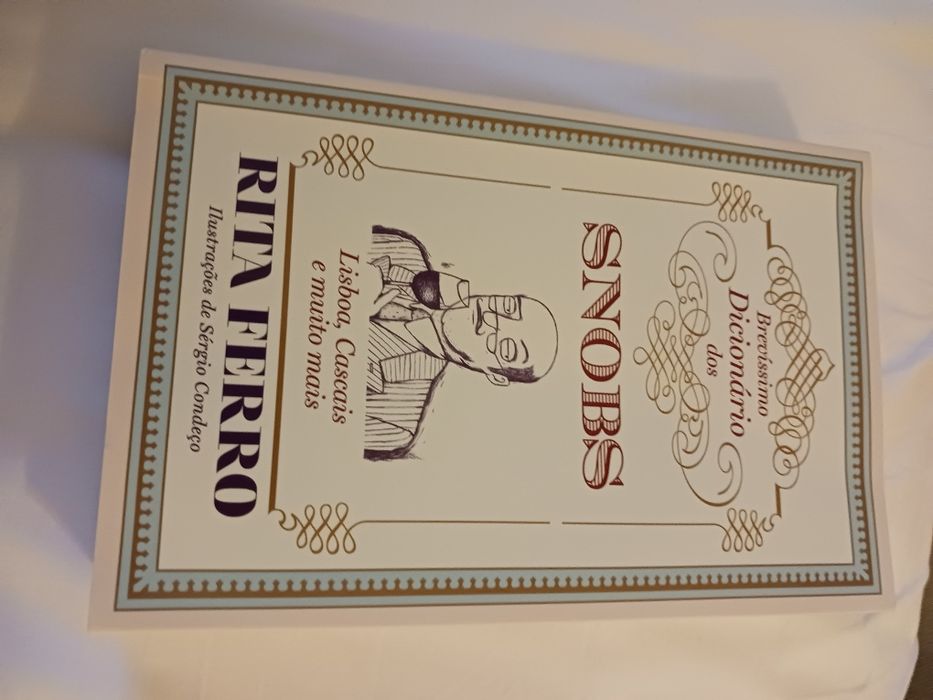 Brevíssimo
Dicionário
dos
SNOBS
Lisboa, Cascais
e muito mais
RITA FERRO
Ilustrações de Sérgio Condeço